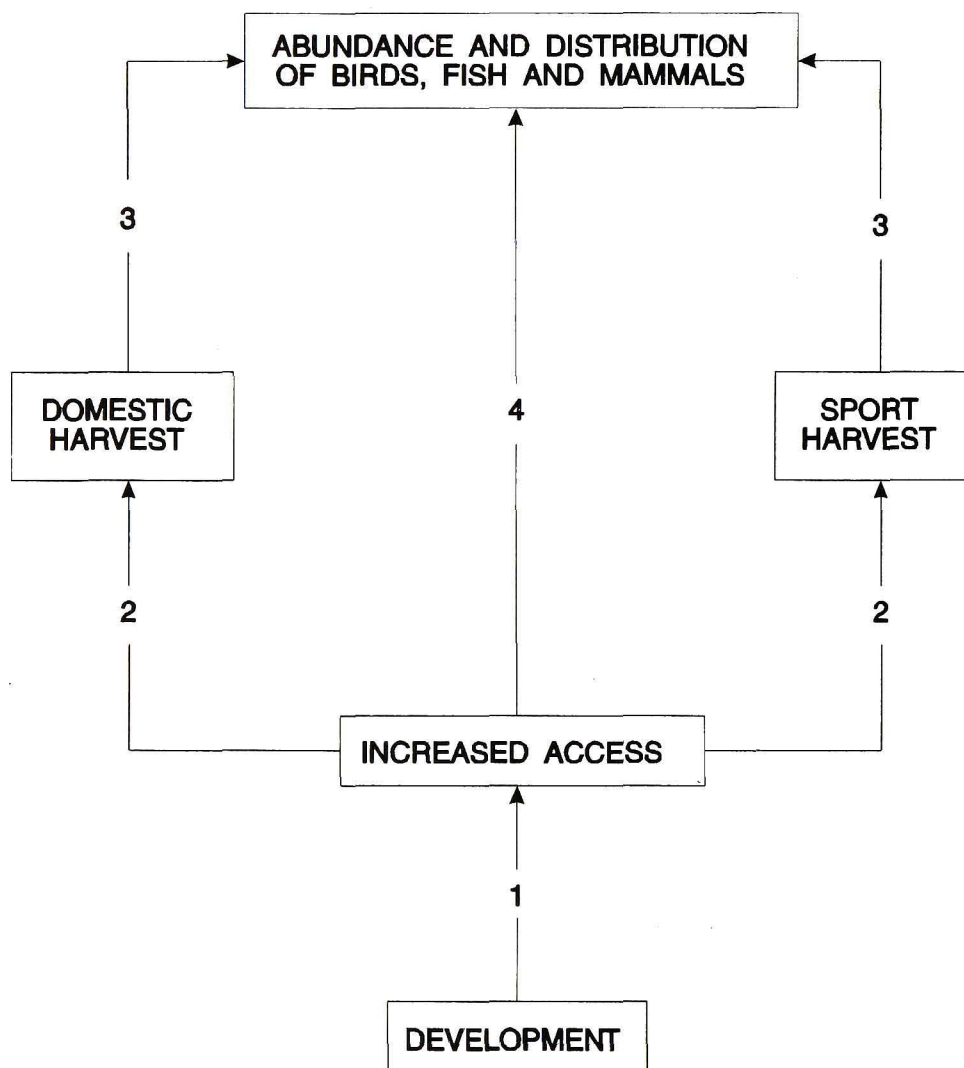 ABUNDANCE AND DISTRIBUTION
OF BIRDS, FISH AND MAMMALS
3
3
DOMESTIC
HARVEST
4
SPORT
HARVEST
2
2
INCREASED ACCESS
1
DEVELOPMENT